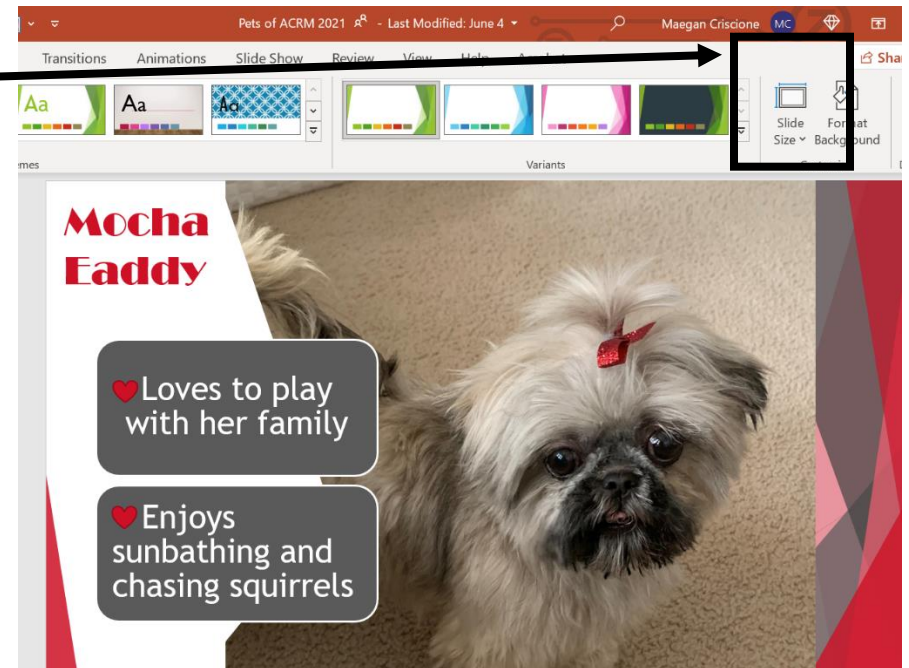 Pets of ACRM 2021 - Last Modified: June 4
Maegan Criscione MC
Transitions Animations Slide Show Review View Help
Shar
Aa Aa Aa
Slide Format
Size Background
mes Variants
Mocha
Eaddy
Loves to play
with her family
Enjoys
sunbathing and
chasing squirrels